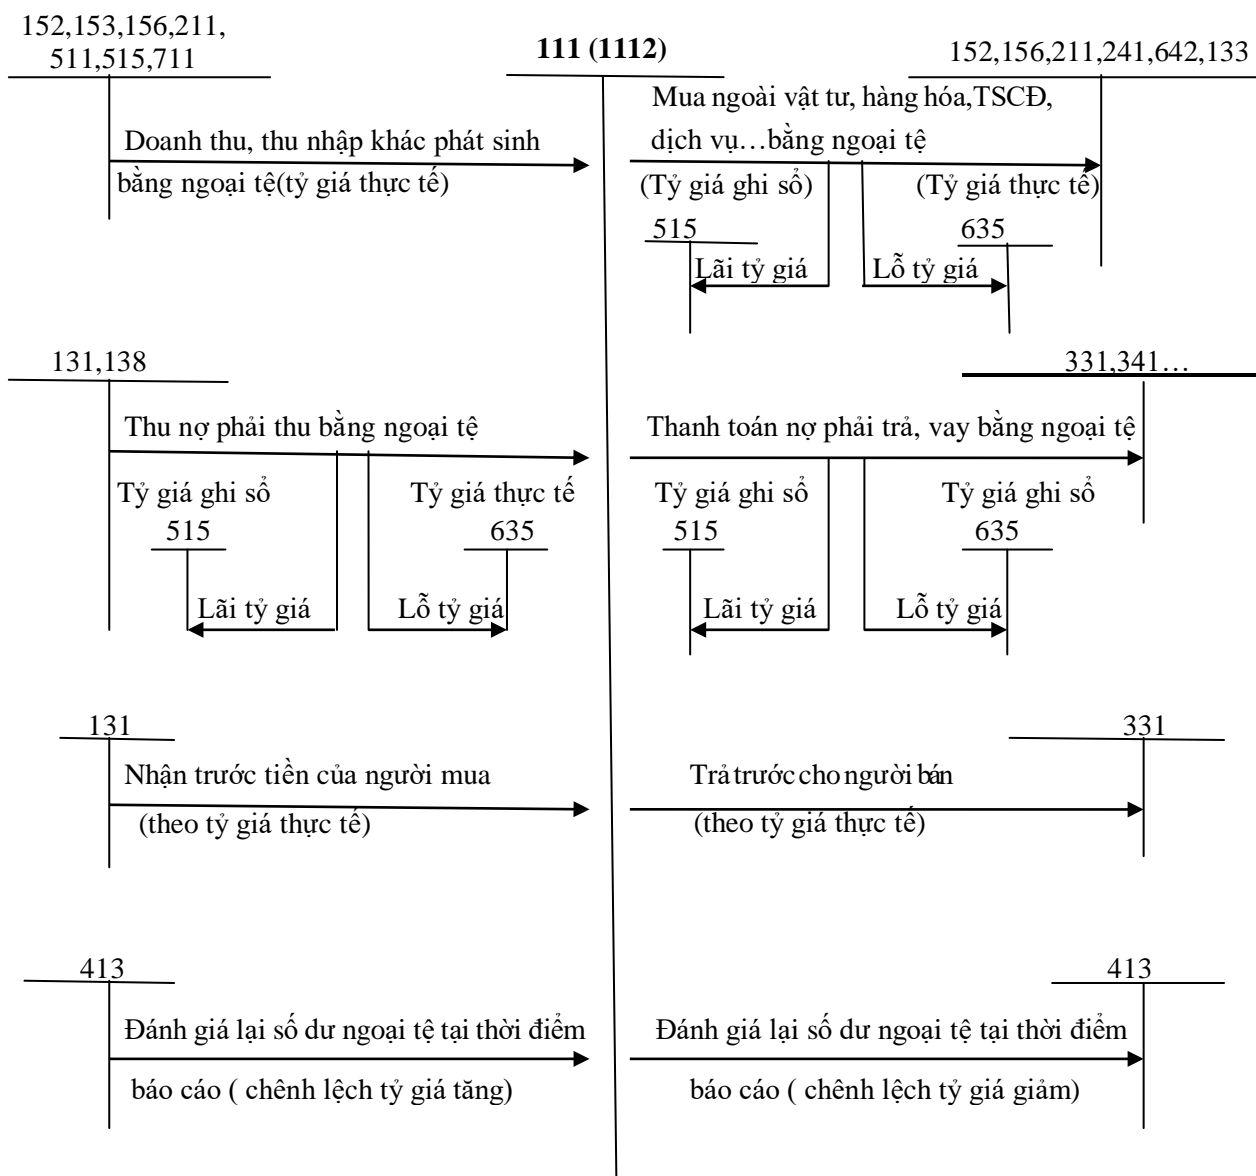 152,153,156,211,
511,515,711
111 (1112)
152,156,211,241,642,133
Doanh thu, thu nhập khác phát sinh
bằng ngoại tệ(tỷ giá thực tế)
Mua ngoài vật tư, hàng hóa,TSCĐ,
dịch vụ…bằng ngoại tệ
(Tỷ giá ghi sổ)
(Tỷ giá thực tế)
515
635
Lãi tỷ giá
Lỗ tỷ giá
131,138
331,341…
Thu nợ phải thu bằng ngoại tệ
Tỷ giá ghi sổ
Tỷ giá thực tế
515
635
Lãi tỷ giá
Lỗ tỷ giá
Thanh toán nợ phải trả, vay bằng ngoại tệ
Tỷ giá ghi sổ
Tỷ giá ghi sổ
515
635
Lãi tỷ giá
Lỗ tỷ giá
131
331
Nhận trước tiền của người mua
(theo tỷ giá thực tế)
Trả trước cho người bán
(theo tỷ giá thực tế)
413
413
Đánh giá lại số dư ngoại tệ tại thời điểm
báo cáo ( chênh lệch tỷ giá tăng)
Đánh giá lại số dư ngoại tệ tại thời điểm
báo cáo ( chênh lệch tỷ giá giảm)